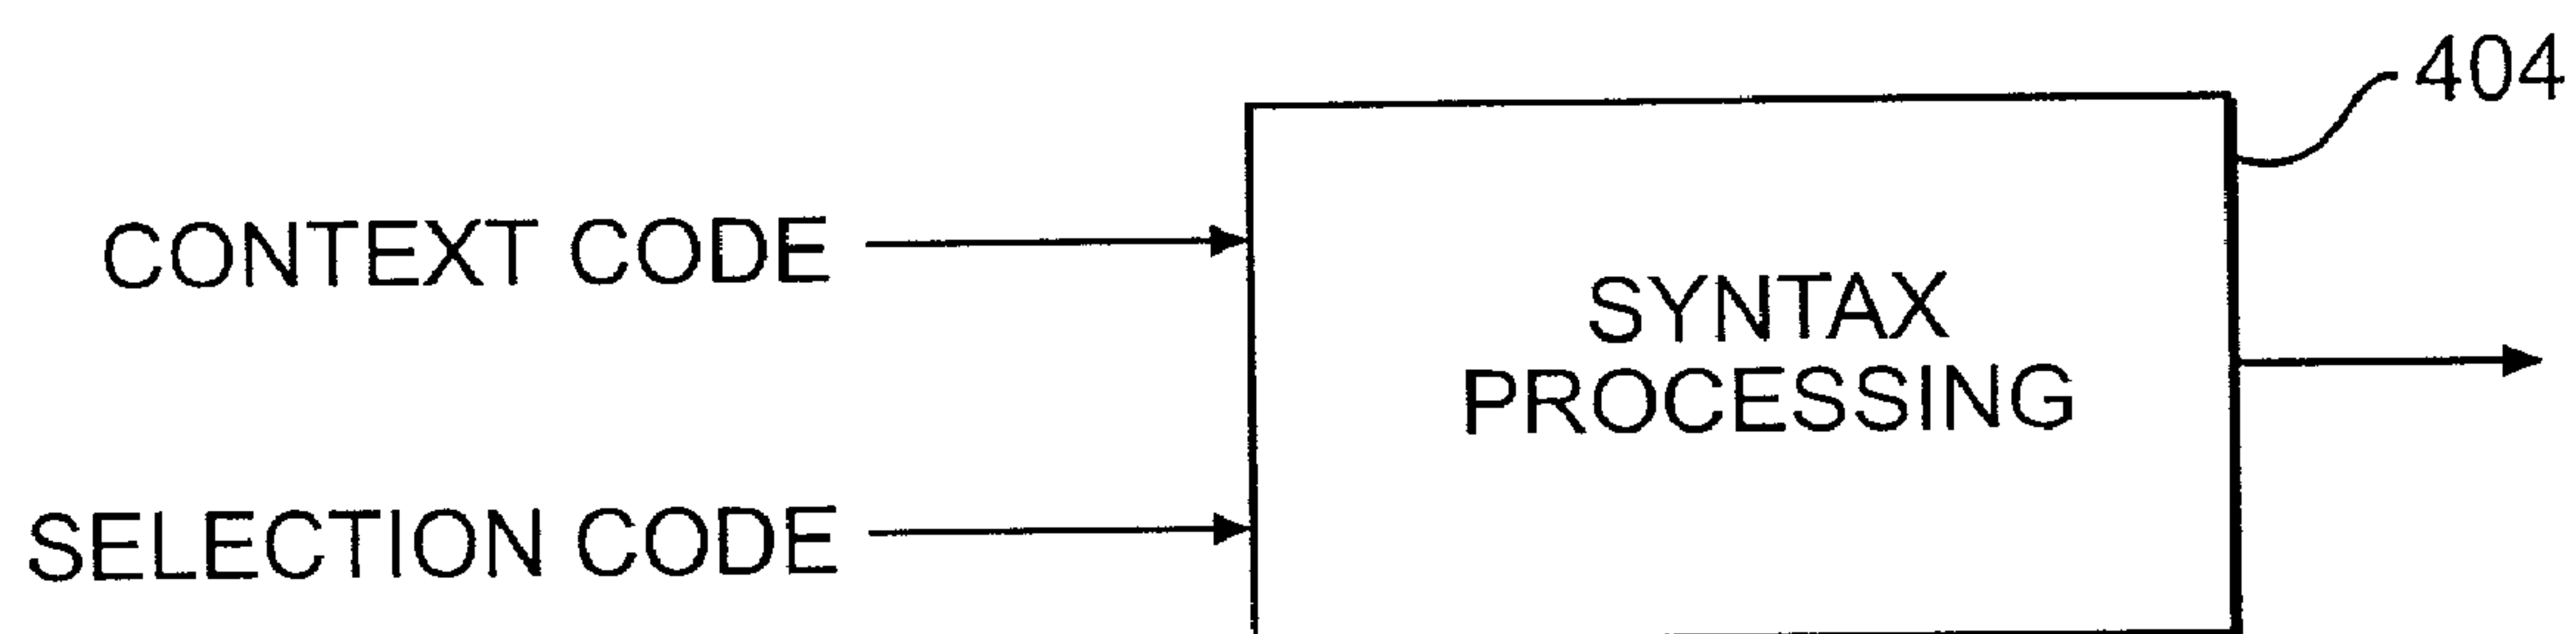 404
CONTEXT CODE
SYNTAX
PROCESSING
SELECTION CODE